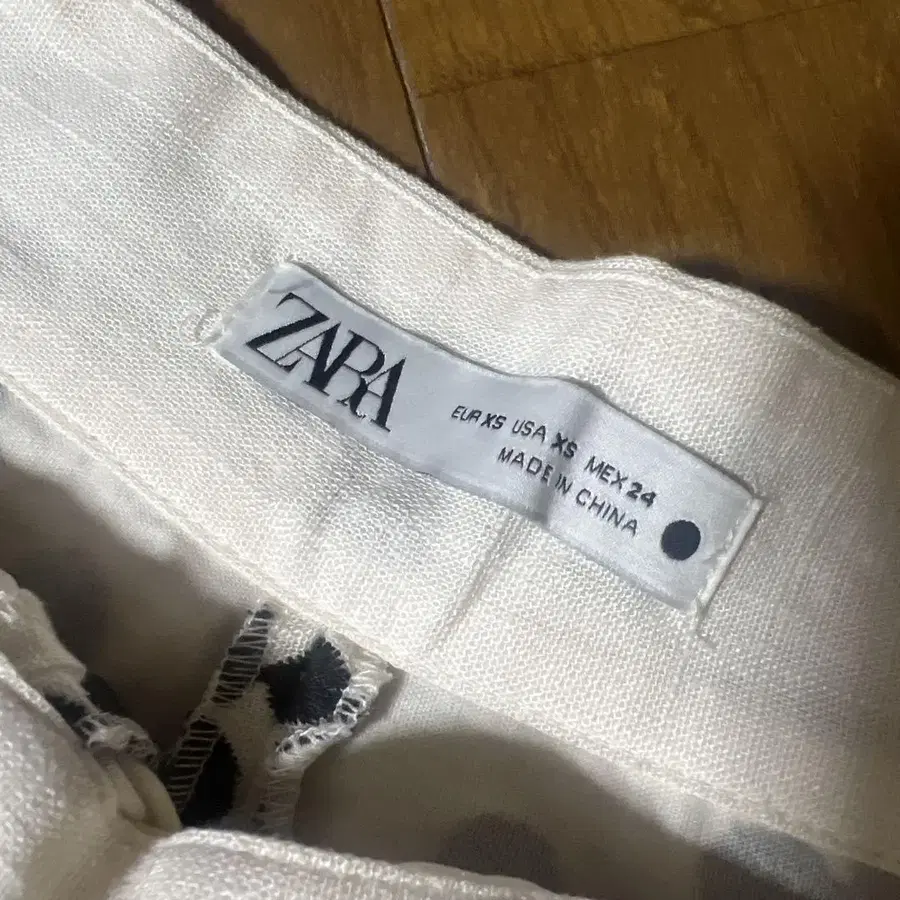 ZARA
EUR XS USA XS MEX 24
MADE IN CHINA